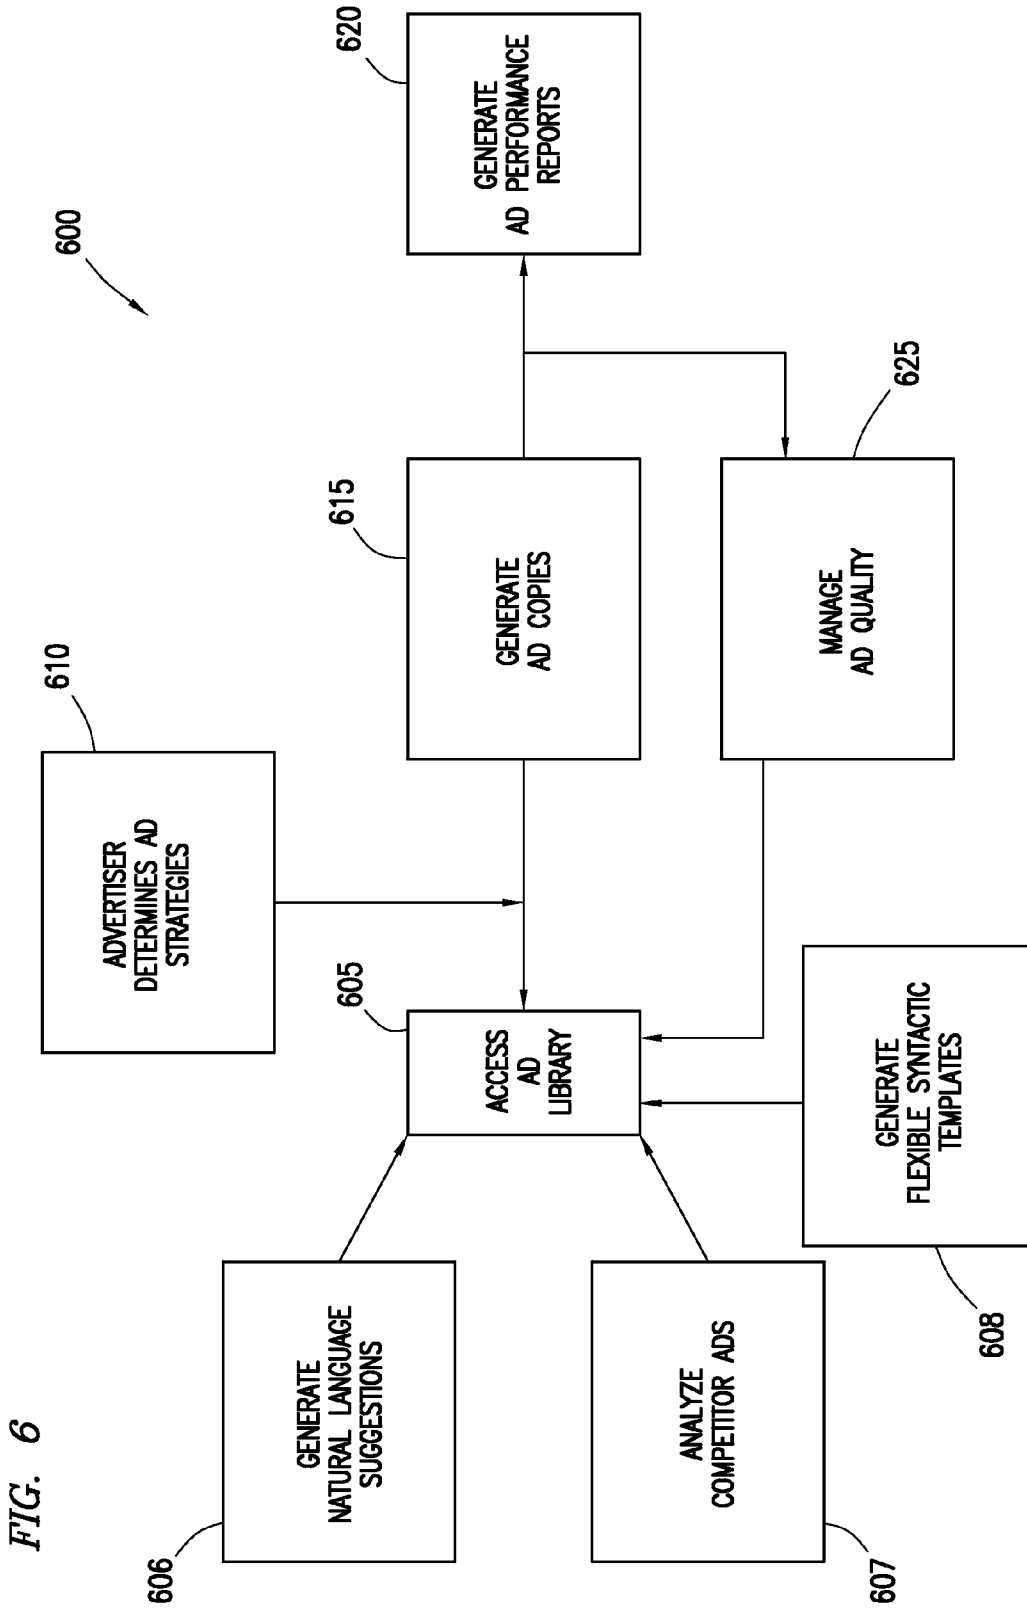 FIG. 6
600
606
GENERATE
NATURAL LANGUAGE
SUGGESTIONS
607
ANALYZE
COMPETITOR ADS
605
ACCESS
AD
LIBRARY
608
GENERATE
FLEXIBLE SYNTACTIC
TEMPLATES
610
ADVERTISER
DETERMINES AD
STRATEGIES
615
GENERATE
AD COPIES
625
MANAGE
AD QUALITY
620
GENERATE
AD PERFORMANCE
REPORTS